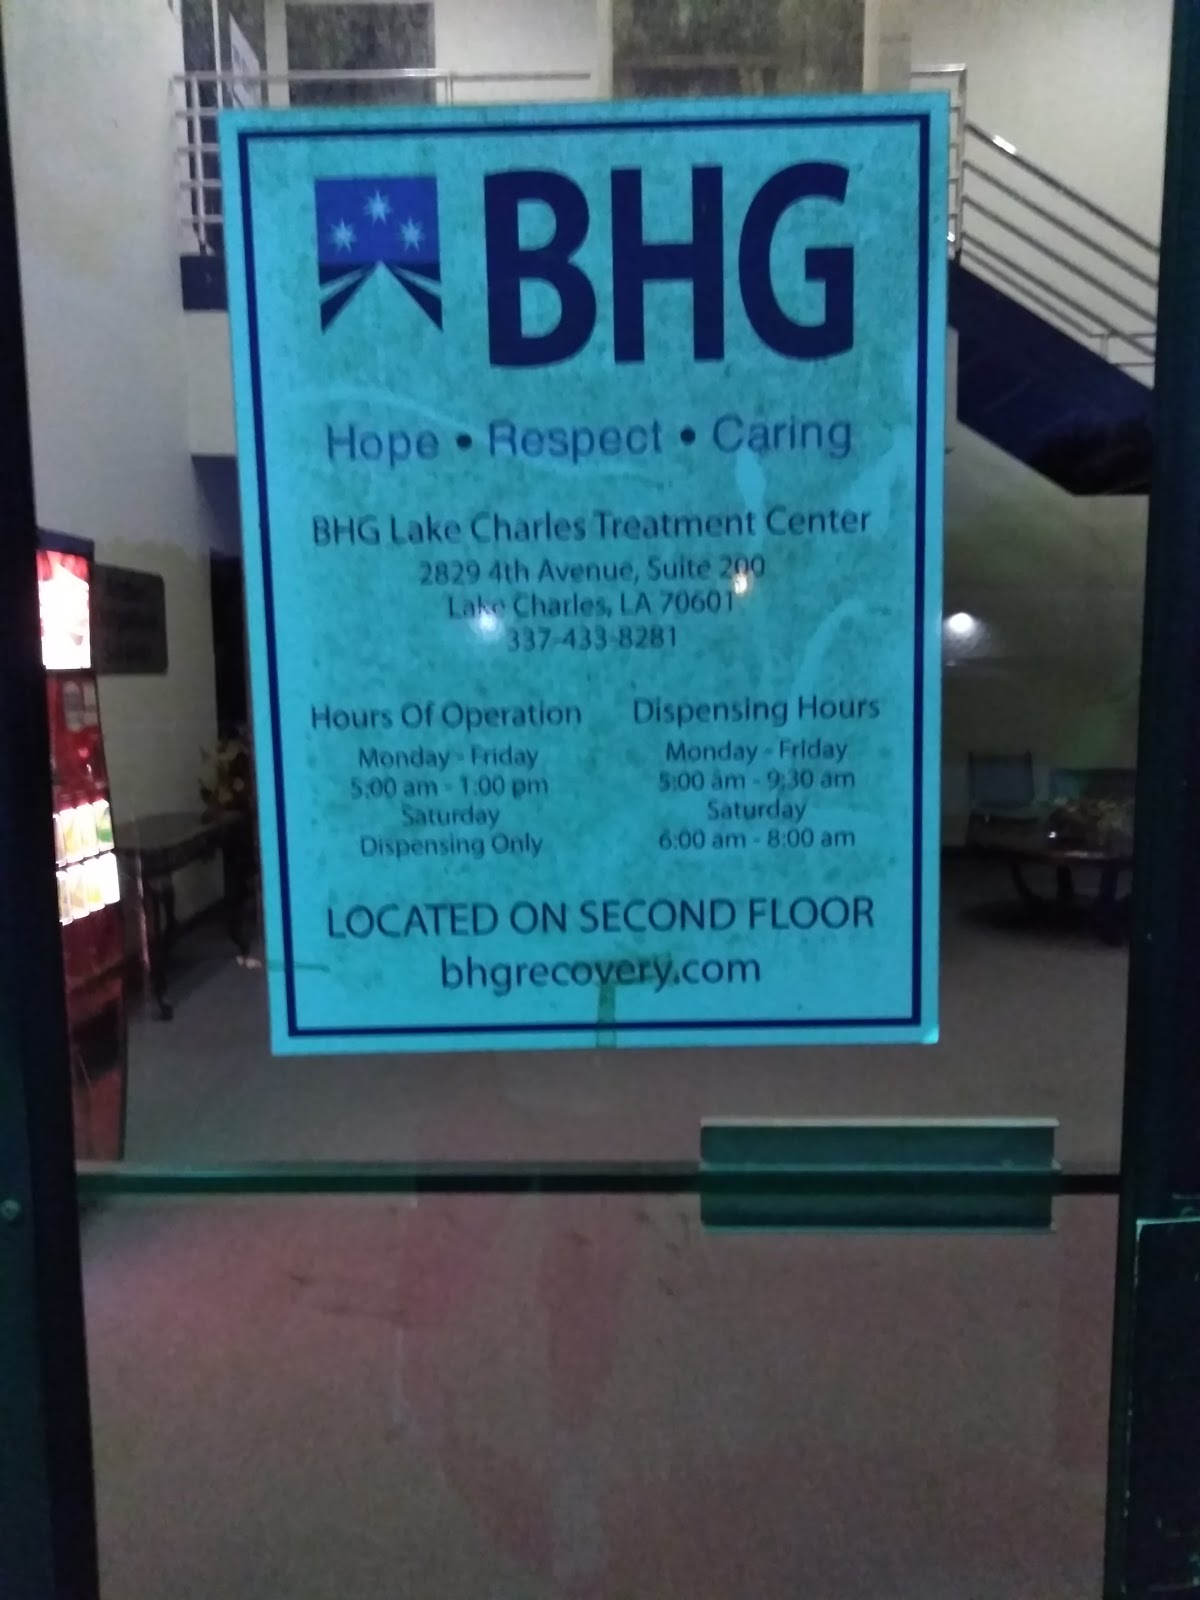 BHG
Hope • Respect • Caring
BHG Lake Charles Treatment Center
2829 4th Avenue, Suite 200
Lake Charles, LA 70601
337-433-8281
Hours Of Operation
Monday - Friday
5:00 am - 1:00 pm
Saturday
Dispensing Only
Dispensing Hours
Monday - Friday
5:00 am - 9:30 am
Saturday
6:00 am - 8:00 am
LOCATED ON SECOND FLOOR
bhgrecovery.com